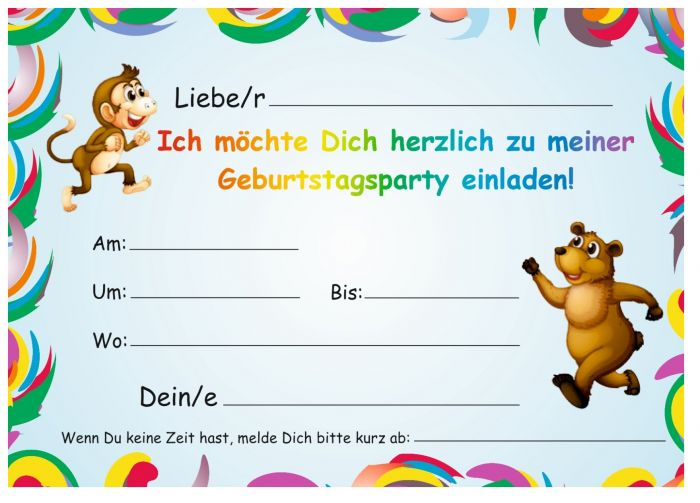 Liebe/r
Ich möchte Dich herzlich zu meiner
Geburtstagsparty einladen!
Am:
Um: Bis:
Wo:
Dein/e
Wenn Du keine Zeit hast, melde Dich bitte kurz ab: